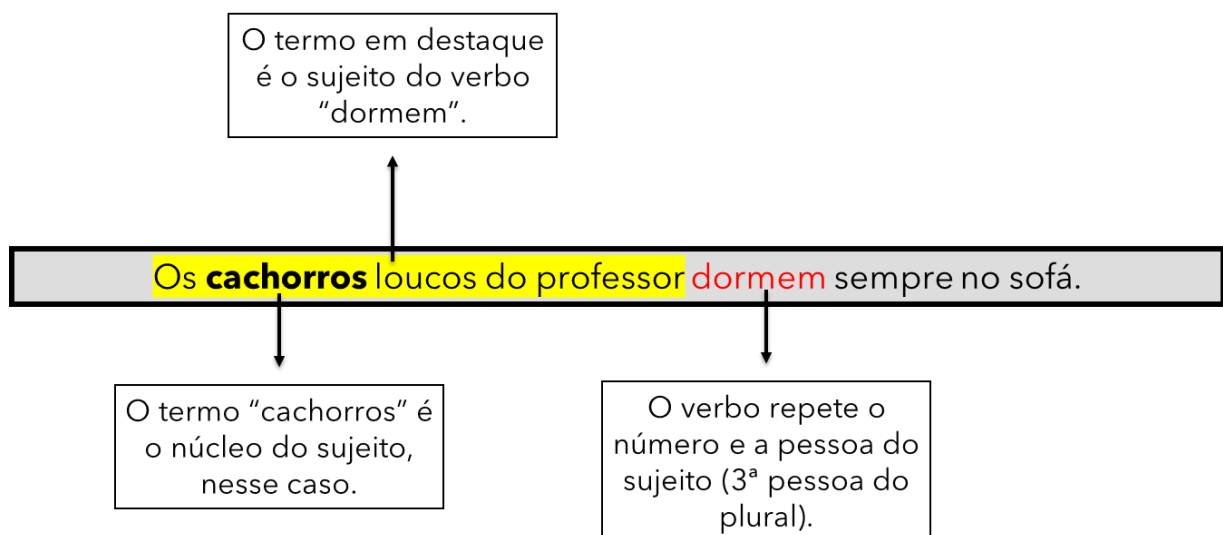 O termo em destaque
é o sujeito do verbo
“dormem”.
Os cachorros loucos do professor dormem sempre no sofá.
O termo “cachorros” é
o núcleo do sujeito,
nesse caso.
O verbo repete o
número e a pessoa do
sujeito (3ª pessoa do
plural).